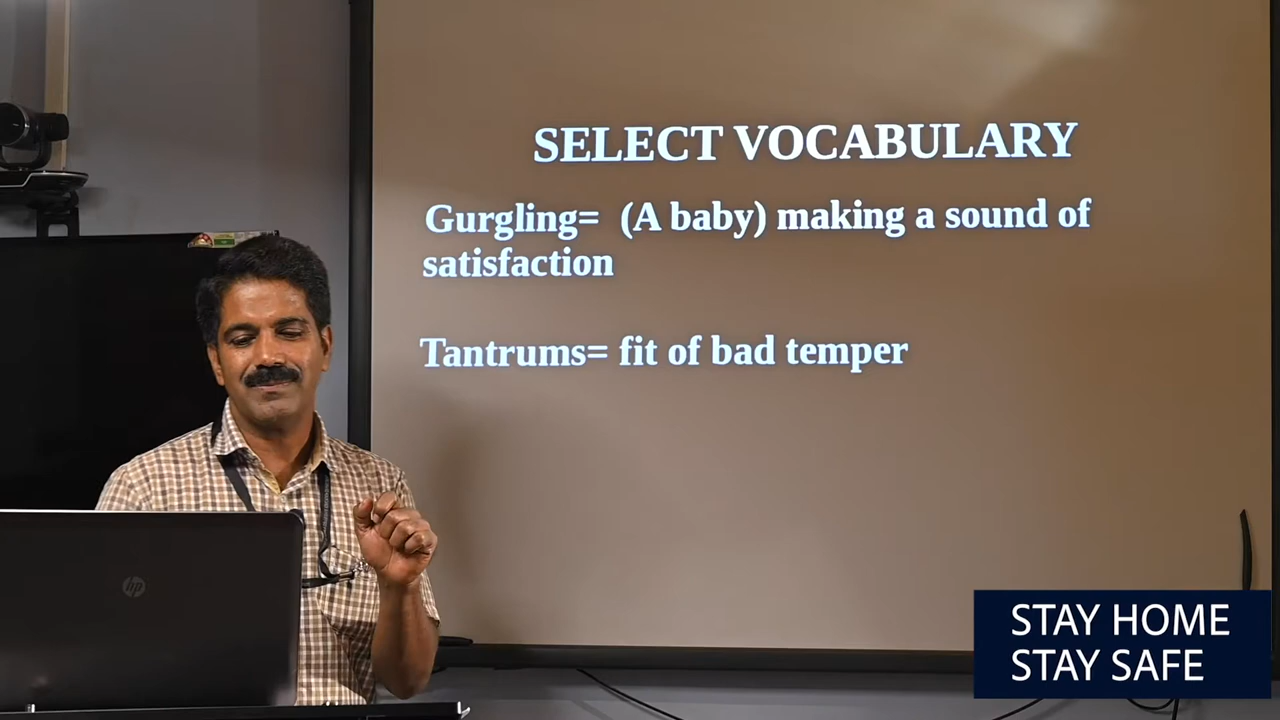 SELECT VOCABULARY
Gurgling= (A baby) making a sound of
satisfaction
Tantrums= fit of bad temper
hp
STAY HOME
STAY SAFE